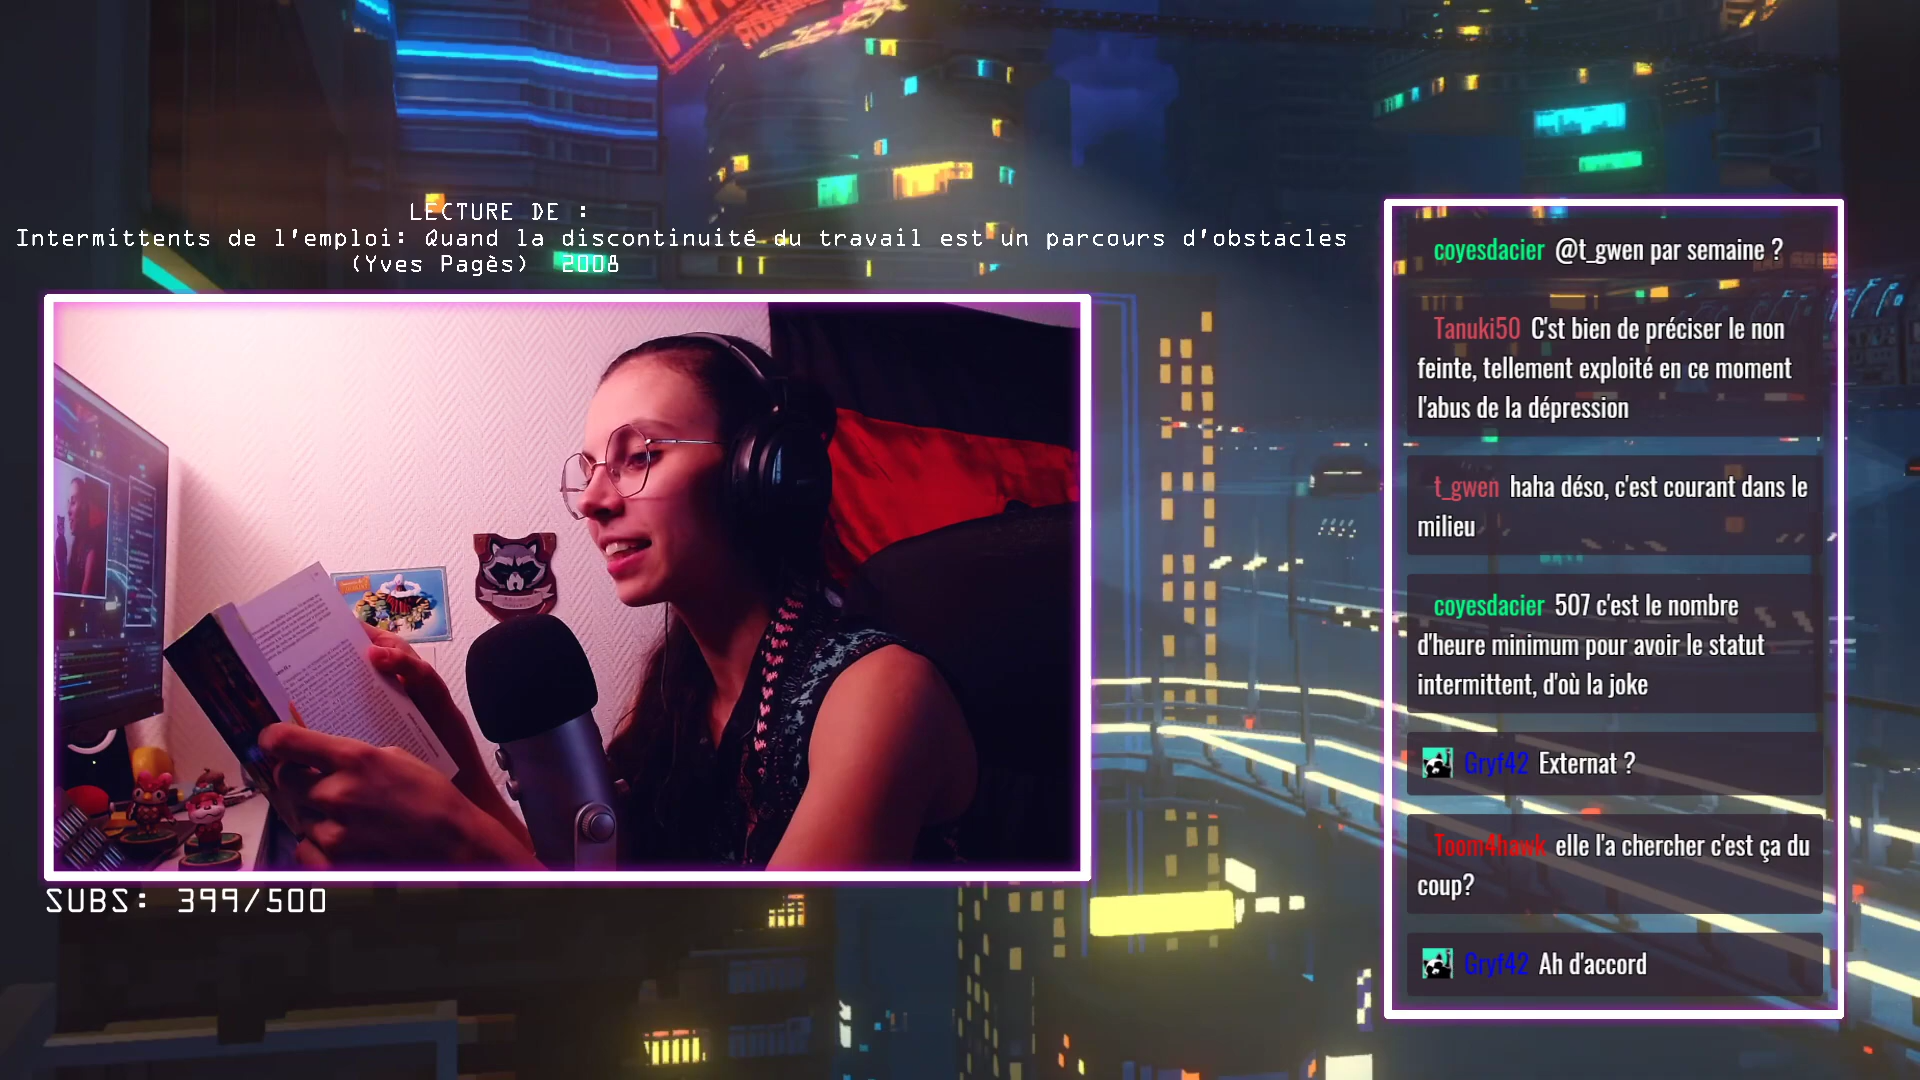 LECTURE DE :
Intermittents de l'emploi: Quand la discontinuité du travail est un parcours d'obstacles
(Yves Pagès) 2008
SUBS: 399/500
coyesdacier @t_gwen par semaine ?
Tanuki50 C'st bien de préciser le non
feinte, tellement exploité en ce moment
l'abus de la dépression
t_gwen haha déso, c'est courant dans le
milieu
coyesdacier 507 c'est le nombre
d'heure minimum pour avoir le statut
intermittent, d'où la joke
Gryf42 Externat ?
Toom4hawk elle l'a chercher c'est ça du
coup?
Gryf42 Ah d'accord